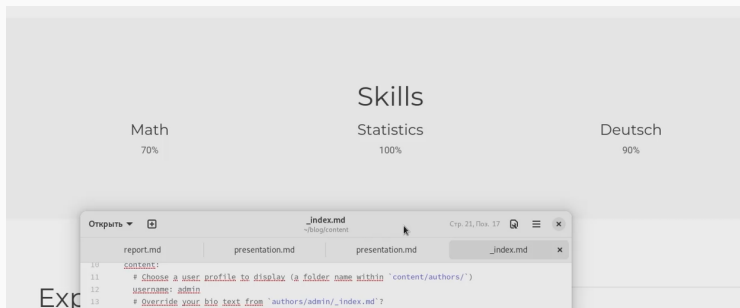 Skills
Math Statistics Deutsch
70% 100% 90%
Открыть _index.md Стр. 21, Поз. 17
~/blog/content
report.md presentation.md presentation.md _index.md
10 content:
11 # Choose a user profile to display (a folder name within `content/authors/`)
12 username: admin
13 # Override your bio text from `authors/admin/_index.md`?
Exp